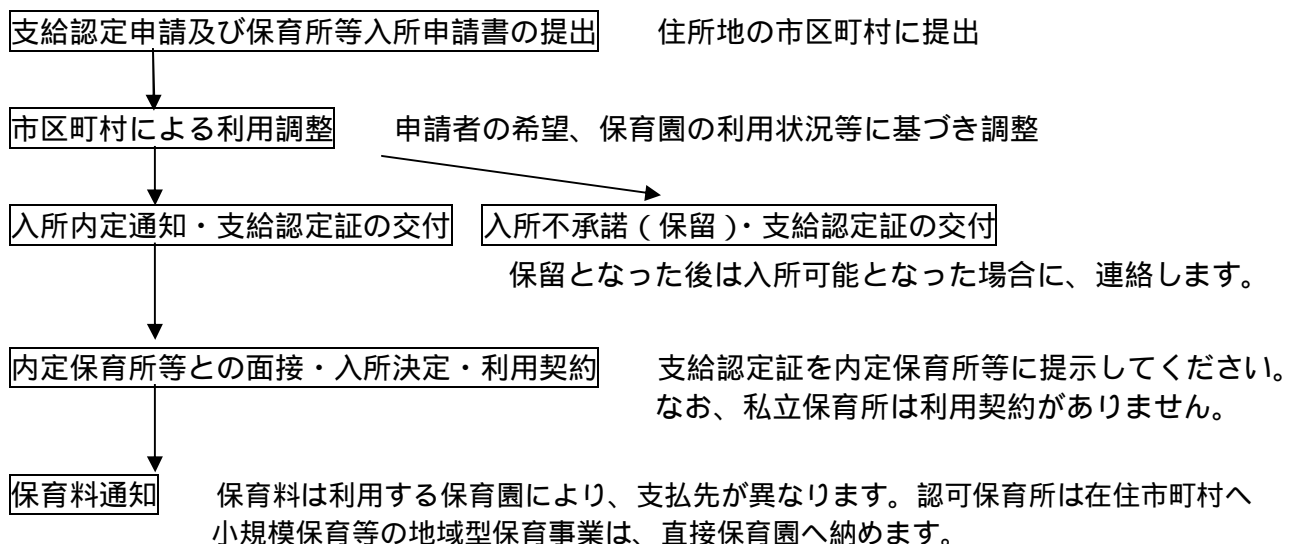 支給認定申請及び保育所等入所申請書の提出　住所地の市区町村に提出
市区町村による利用調整　申請者の希望、保育園の利用状況等に基づき調整
入所内定通知・支給認定証の交付　入所不承諾(保留)・支給認定証の交付
保留となった後は入所可能となった場合に、連絡します。
内定保育所等との面接・入所決定・利用契約　支給認定証を内定保育所等に提示してください。
なお、私立保育所は利用契約がありません。
保育料通知　保育料は利用する保育園により、支払先が異なります。認可保育所は在住市町村へ
小規模保育等の地域型保育事業は、直接保育園へ納めます。